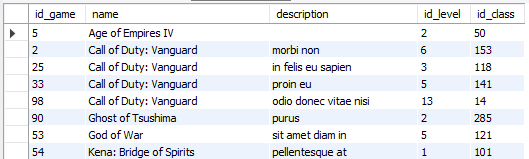 id_game name description id_level id_class
5 Age of Empires IV 2 50
2 Call of Duty: Vanguard morbi non 6 153
25 Call of Duty: Vanguard in felis eu sapien 3 118
33 Call of Duty: Vanguard proin eu 5 141
98 Call of Duty: Vanguard odio donec vitae nisi 13 14
90 Ghost of Tsushima purus 2 285
53 God of War sit amet diam in 5 121
54 Kena: Bridge of Spirits pellentesque at 1 101